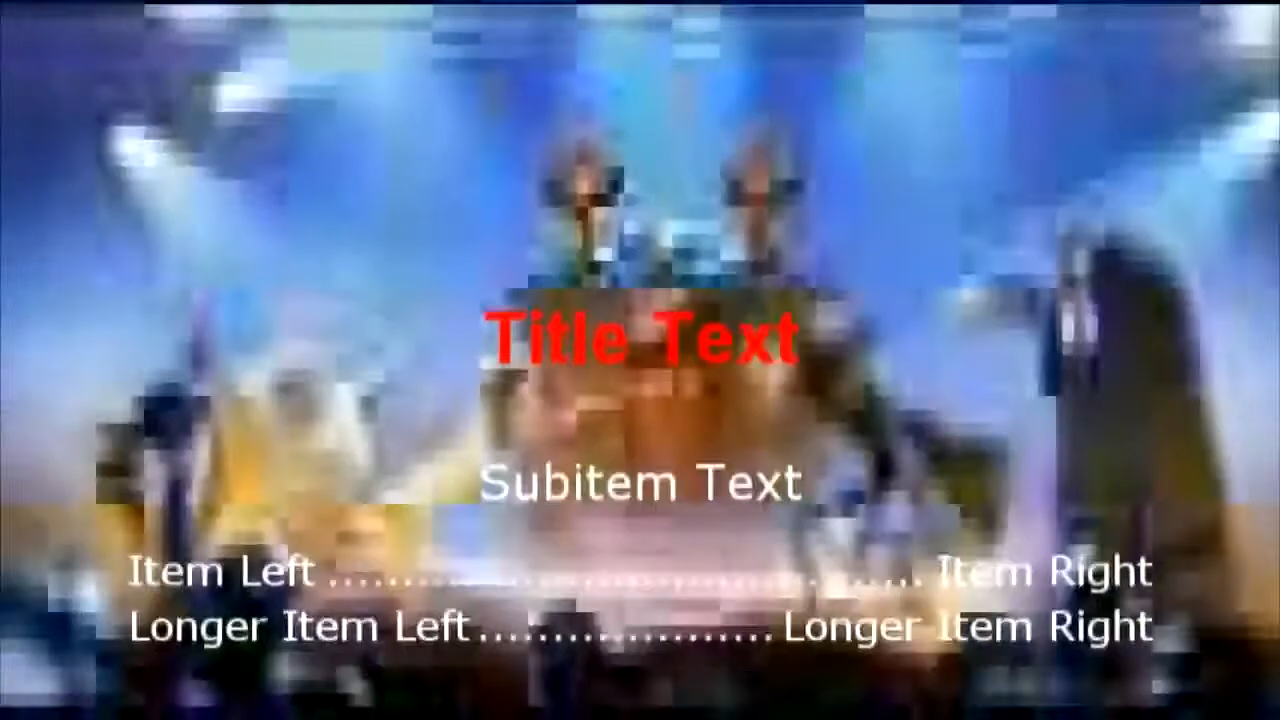 Title Text
Subitem Text
Item Left ................................ Item Right
Longer Item Left .................... Longer Item Right